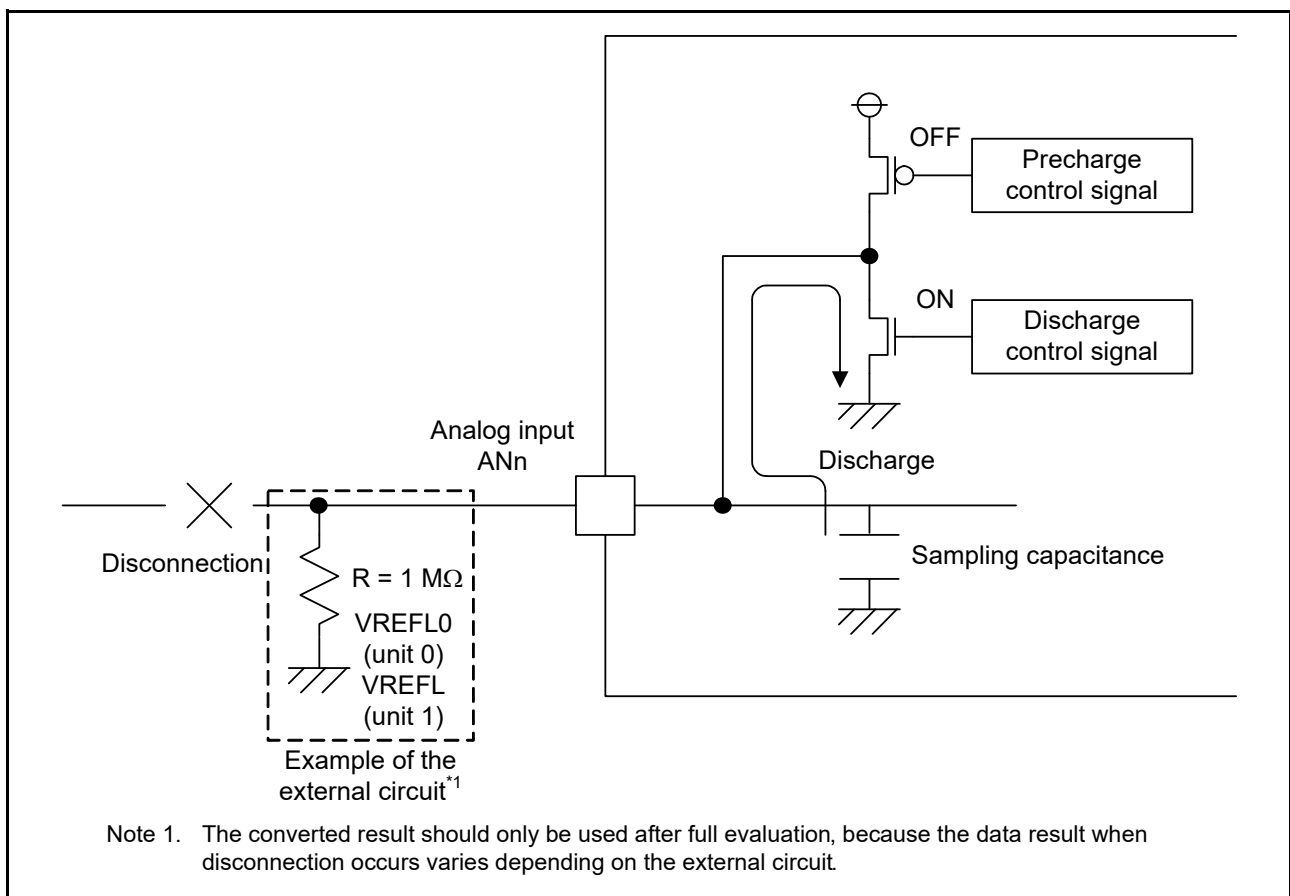 OFF
Precharge
control signal
ON
Discharge
control signal
Analog input
ANn
Discharge
Disconnection
Sampling capacitance
R = 1 MΩ
VREFL0
(unit 0)
VREFL
(unit 1)
Example of the
external circuit*1
Note 1. The converted result should only be used after full evaluation, because the data result when
disconnection occurs varies depending on the external circuit.